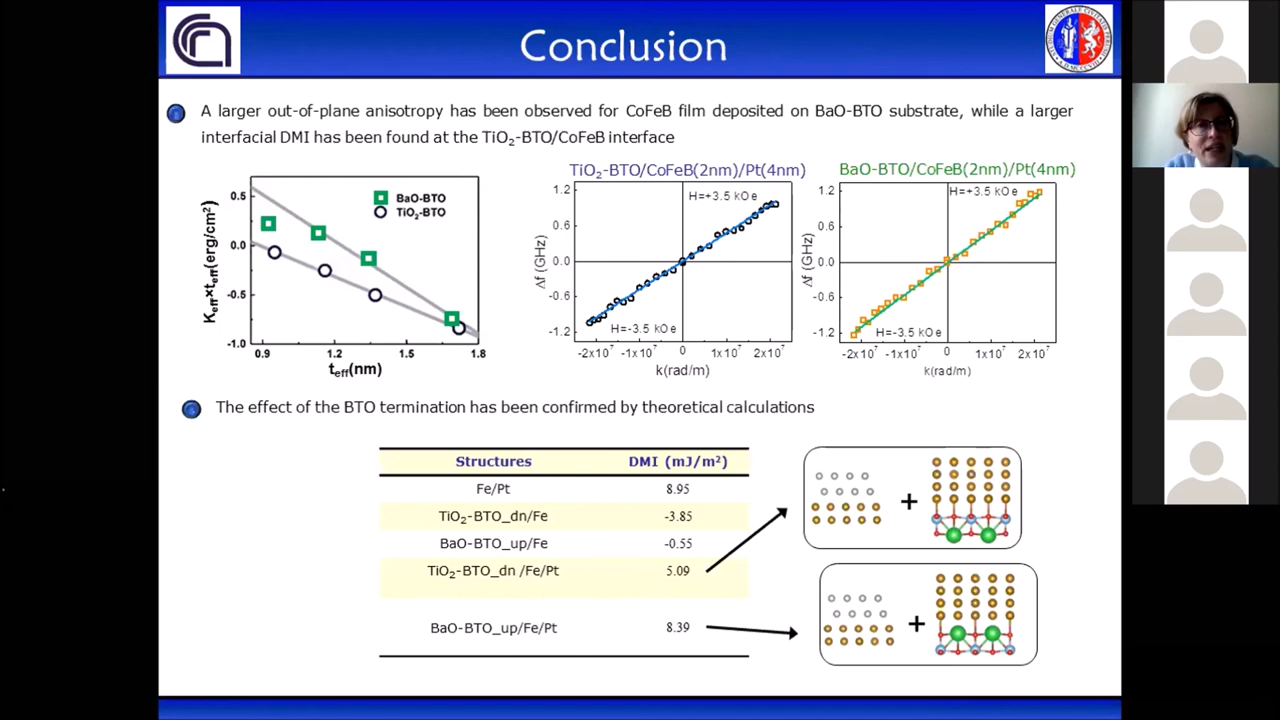 Conclusion
A larger out-of-plane anisotropy has been observed for CoFeB film deposited on BaO-BTO substrate, while a larger
interfacial DMI has been found at the TiO₂-BTO/CoFeB interface
0.5
0.0
-0.5
-1.0
K_eff×t_eff(erg/cm²)
BaO-BTO
TiO₂-BTO
0.9 1.2 1.5 1.8
t_eff(nm)
TiO₂-BTO/CoFeB(2nm)/Pt(4nm)
1.2
0.6
0.0
-0.6
-1.2
Δf (GHz)
H=+3.5 kOe
H=-3.5 kOe
-2x10⁷ -1x10⁷ 0 1x10⁷ 2x10⁷
k(rad/m)
BaO-BTO/CoFeB(2nm)/Pt(4nm)
1.2
0.6
0.0
-0.6
-1.2
Δf (GHz)
H=+3.5 kOe
H=-3.5 kOe
-2x10⁷ -1x10⁷ 0 1x10⁷ 2x10⁷
k(rad/m)
The effect of the BTO termination has been confirmed by theoretical calculations
Structures DMI (mJ/m²)
Fe/Pt 8.95
TiO₂-BTO_dn/Fe -3.85
BaO-BTO_up/Fe -0.55
TiO₂-BTO_dn /Fe/Pt 5.09
BaO-BTO_up/Fe/Pt 8.39
+
+